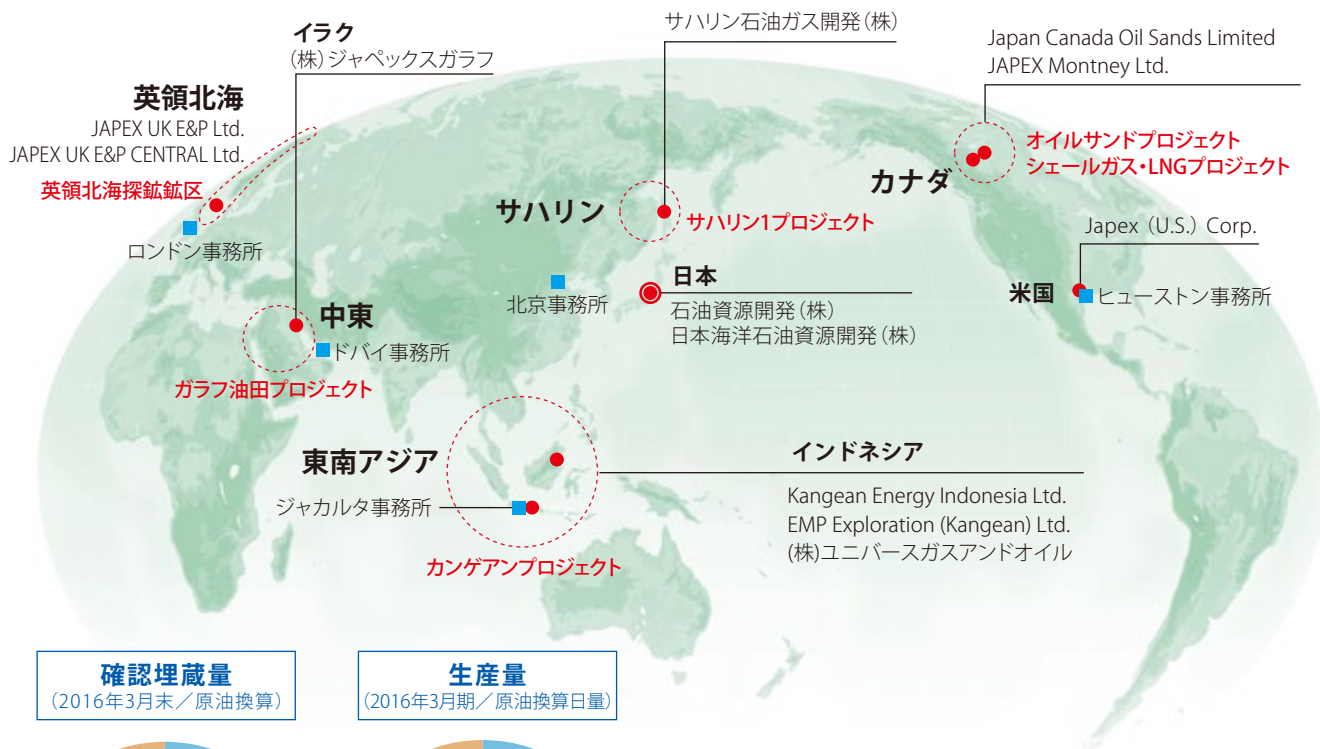 イラク
(株)ジャペックスガラフ
サハリン石油ガス開発(株)
Japan Canada Oil Sands Limited
JAPEX Montney Ltd.
英領北海
JAPEX UK E&P Ltd.
JAPEX UK E&P CENTRAL Ltd.
英領北海探鉱鉱区
ロンドン事務所
オイルサンドプロジェクト
シェールガス・LNGプロジェクト
カナダ
サハリン
サハリン1プロジェクト
Japex (U.S.) Corp.
日本
石油資源開発(株)
日本海洋石油資源開発(株)
北京事務所
米国
ヒューストン事務所
中東
ドバイ事務所
ガラフ油田プロジェクト
東南アジア
ジャカルタ事務所
カンゲアンプロジェクト
インドネシア
Kangean Energy Indonesia Ltd.
EMP Exploration (Kangean) Ltd.
(株)ユニバースガスアンドオイル
確認埋蔵量
(2016年3月末/原油換算)
生産量
(2016年3月期/原油換算日量)